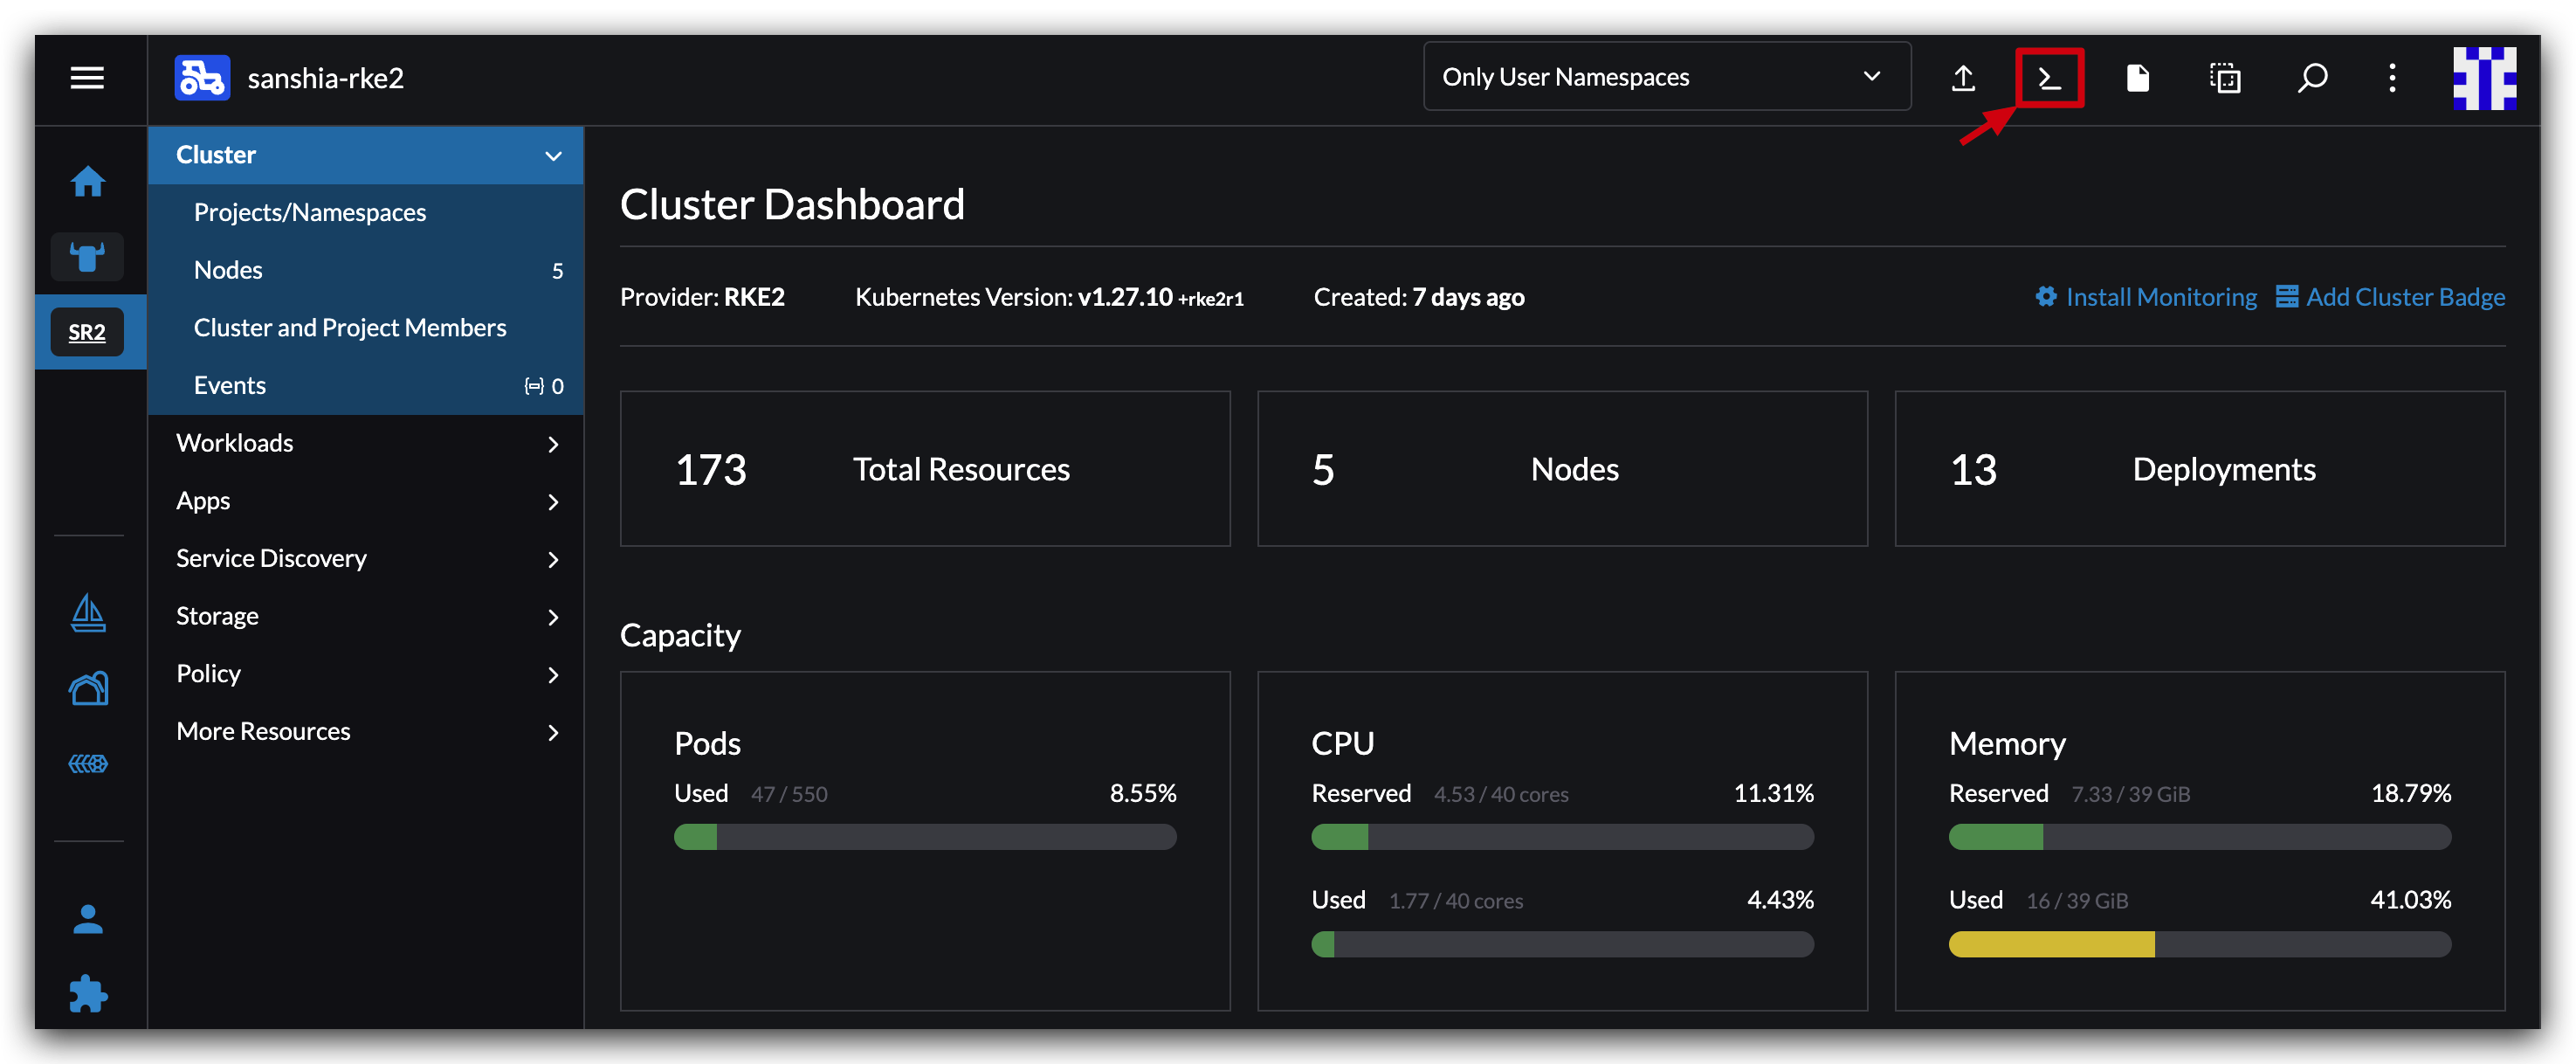 sanshia-rke2
Only User Namespaces
SR2
Cluster
Projects/Namespaces
Nodes 5
Cluster and Project Members
Events 0
Workloads
Apps
Service Discovery
Storage
Policy
More Resources
Cluster Dashboard
Provider: RKE2 Kubernetes Version: v1.27.10 +rke2r1 Created: 7 days ago Install Monitoring Add Cluster Badge
173 Total Resources
5 Nodes
13 Deployments
Capacity
Pods
Used 47 / 550 8.55%
CPU
Reserved 4.53 / 40 cores 11.31%
Used 1.77 / 40 cores 4.43%
Memory
Reserved 7.33 / 39 GiB 18.79%
Used 16 / 39 GiB 41.03%